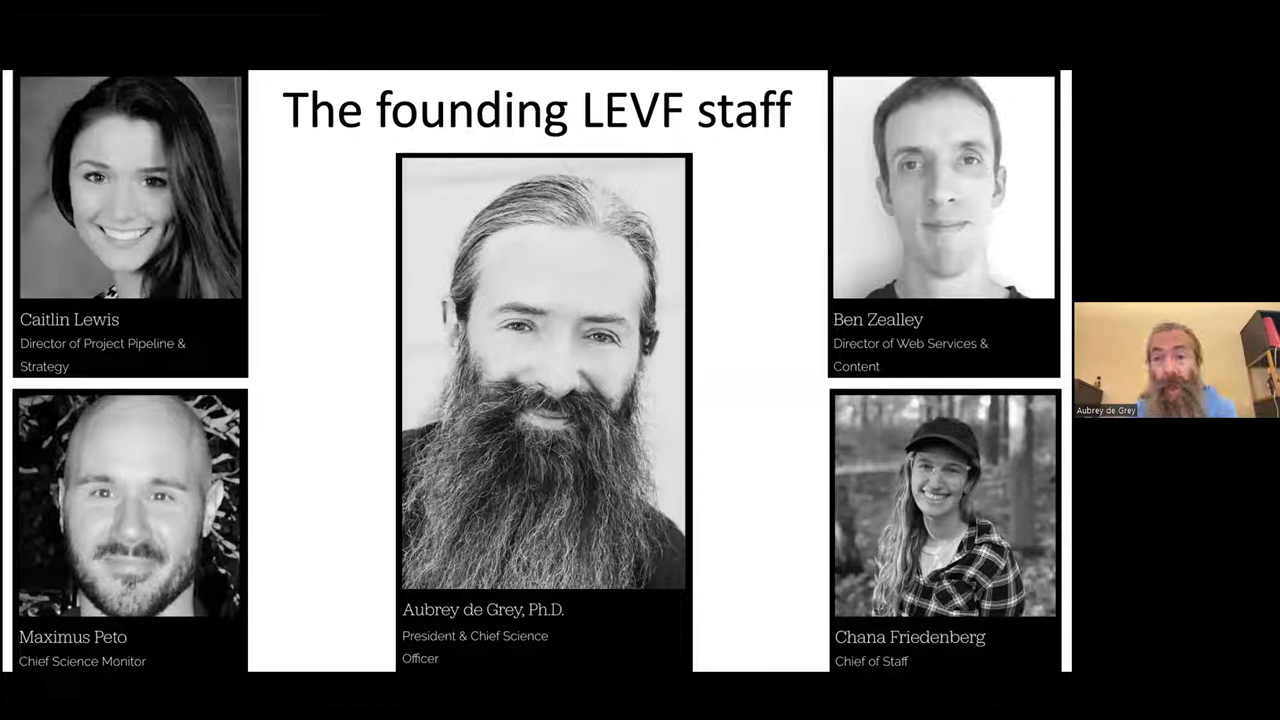 The founding LEVF staff
Caitlin Lewis
Director of Project Pipeline &
Strategy
Maximus Peto
Chief Science Monitor
Aubrey de Grey, Ph.D.
President & Chief Science
Officer
Ben Zealley
Director of Web Services &
Content
Chana Friedenberg
Chief of Staff
Aubrey de Grey